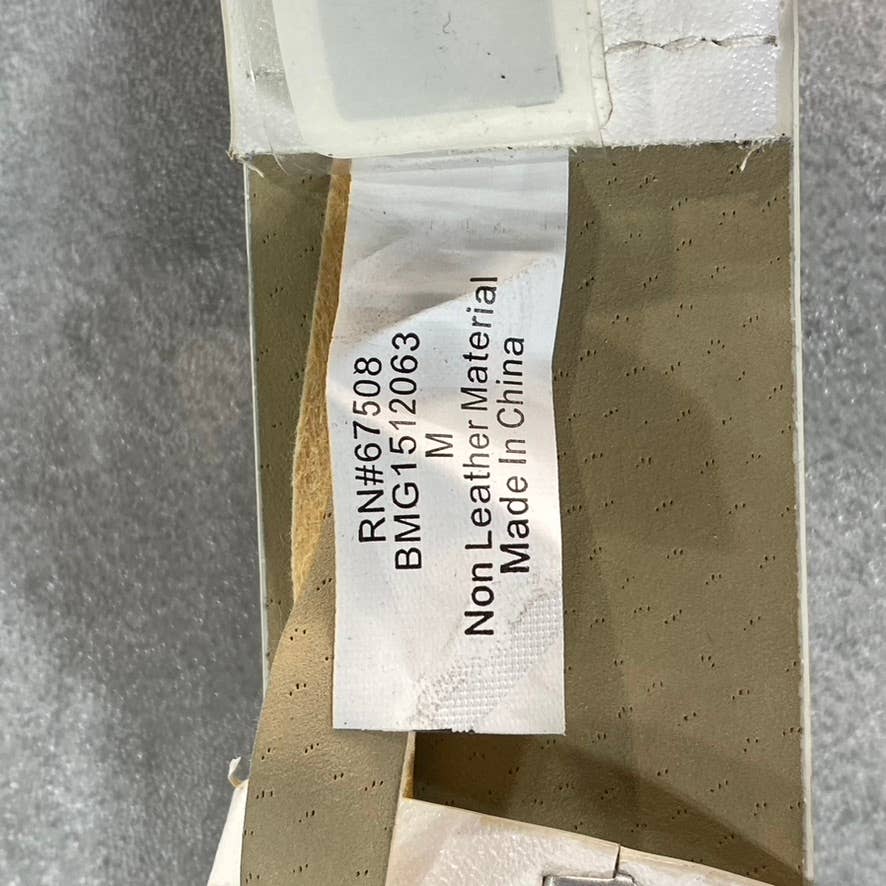 RN#67508
BMG1512063
M
Non Leather Material
Made In China